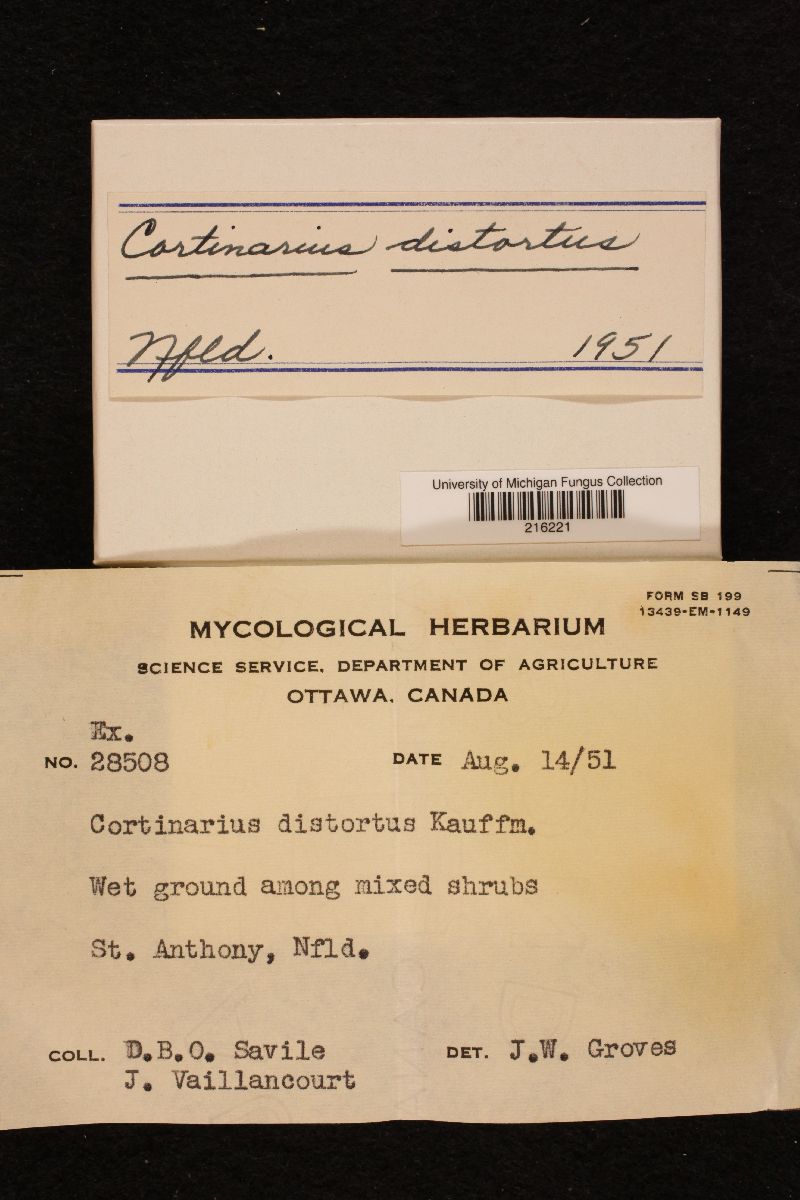 Cortinarius distortus
Nfld. 1951
University of Michigan Fungus Collection
216221
FORM SB 199
13439-EM-1149
MYCOLOGICAL HERBARIUM
SCIENCE SERVICE, DEPARTMENT OF AGRICULTURE
OTTAWA, CANADA
Ex.
NO. 28508 DATE Aug. 14/51
Cortinarius distortus Kauffm.
Wet ground among mixed shrubs
St. Anthony, Nfld.
COLL. D.B.O. Savile DET. J.W. Groves
J. Vaillancourt